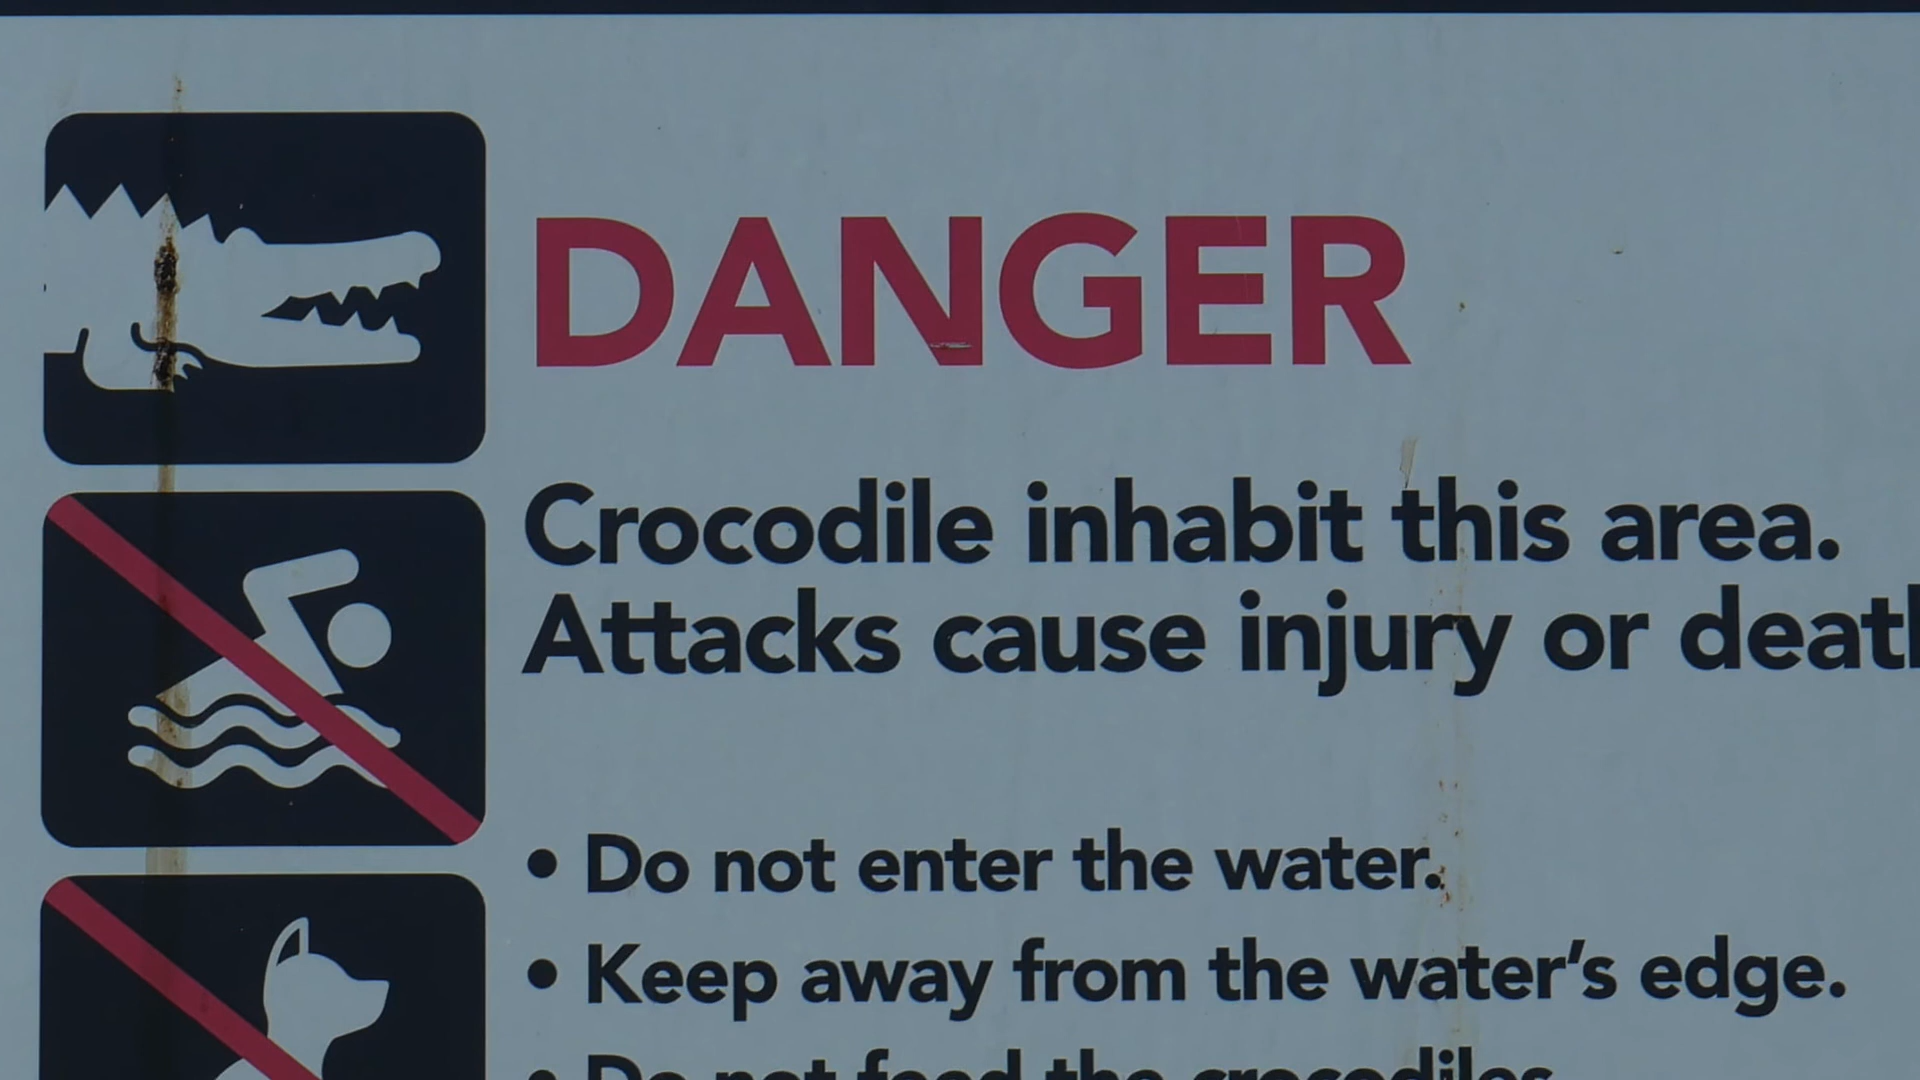 DANGER
Crocodile inhabit this area.
Attacks cause injury or death
• Do not enter the water.
• Keep away from the water’s edge.
• Do not feed the crocodiles